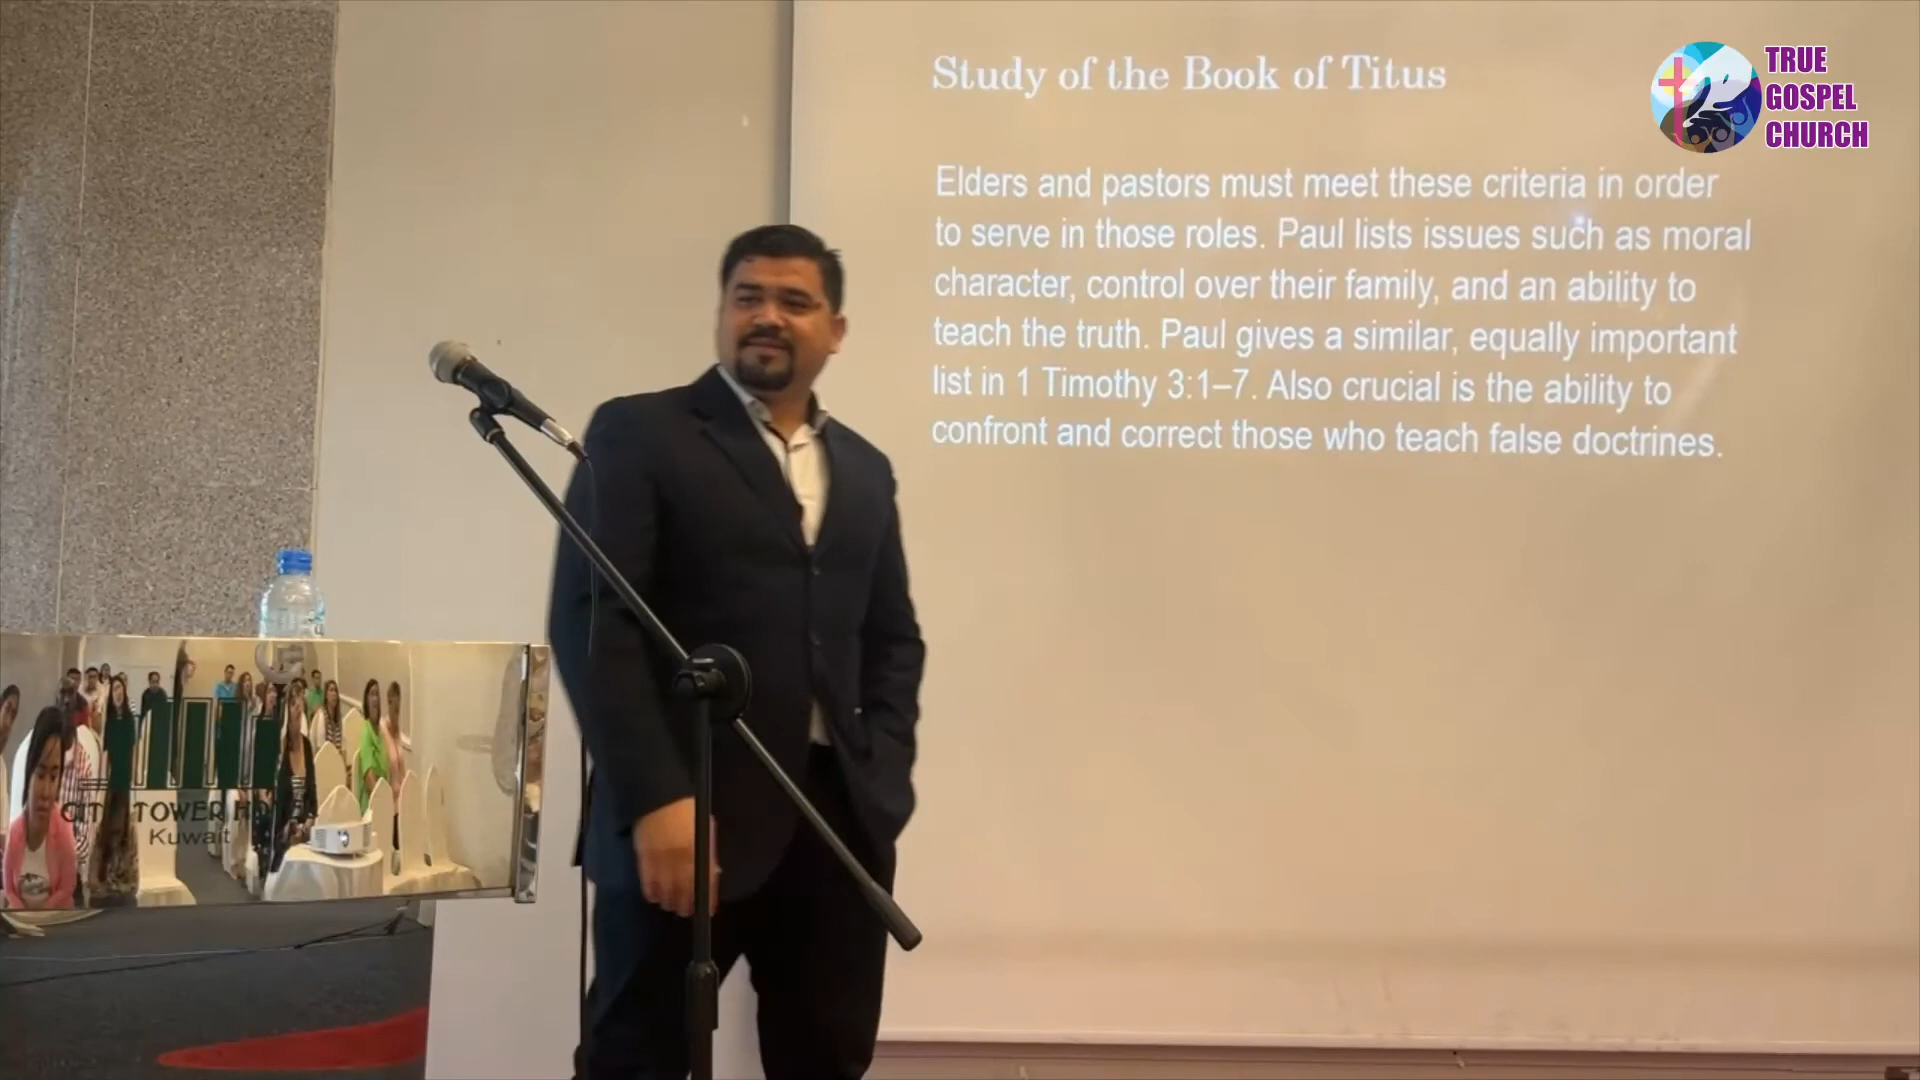 Study of the Book of Titus
TRUE
GOSPEL
CHURCH
Elders and pastors must meet these criteria in order
to serve in those roles. Paul lists issues such as moral
character, control over their family, and an ability to
teach the truth. Paul gives a similar, equally important
list in 1 Timothy 3:1–7. Also crucial is the ability to
confront and correct those who teach false doctrines.
CITY TOWER HOTEL
Kuwait